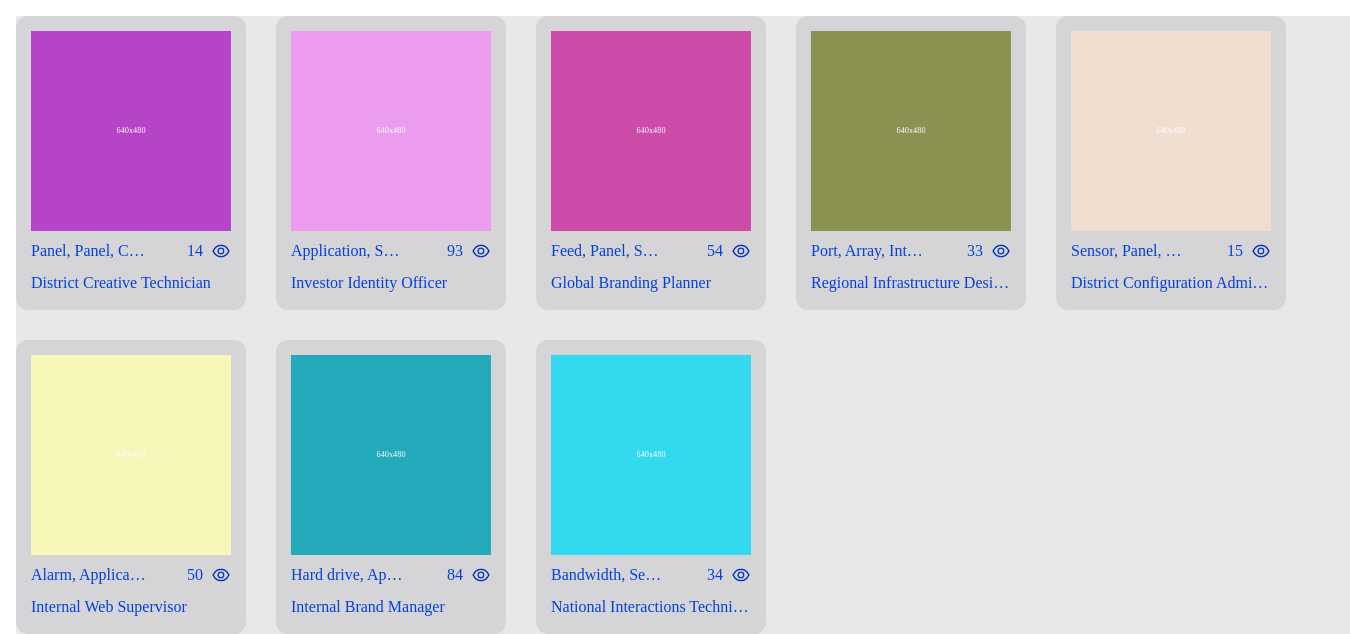 640x480
640x480
640x480
640x480
640x480
Panel, Panel, C… 14
Application, S… 93
Feed, Panel, S… 54
Port, Array, Int… 33
Sensor, Panel, … 15
District Creative Technician
Investor Identity Officer
Global Branding Planner
Regional Infrastructure Desi…
District Configuration Admi…
640x480
640x480
640x480
Alarm, Applica… 50
Hard drive, Ap… 84
Bandwidth, Se… 34
Internal Web Supervisor
Internal Brand Manager
National Interactions Techni…